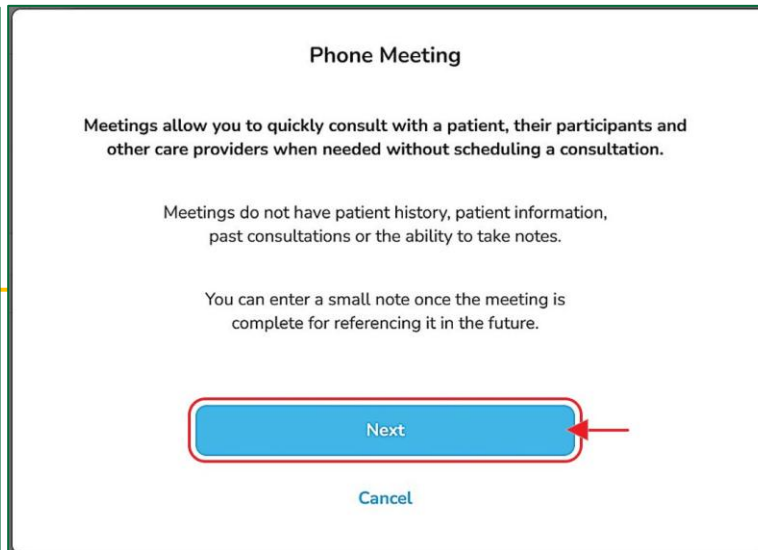 Phone Meeting
Meetings allow you to quickly consult with a patient, their participants and
other care providers when needed without scheduling a consultation.
Meetings do not have patient history, patient information,
past consultations or the ability to take notes.
You can enter a small note once the meeting is
complete for referencing it in the future.
Next
Cancel